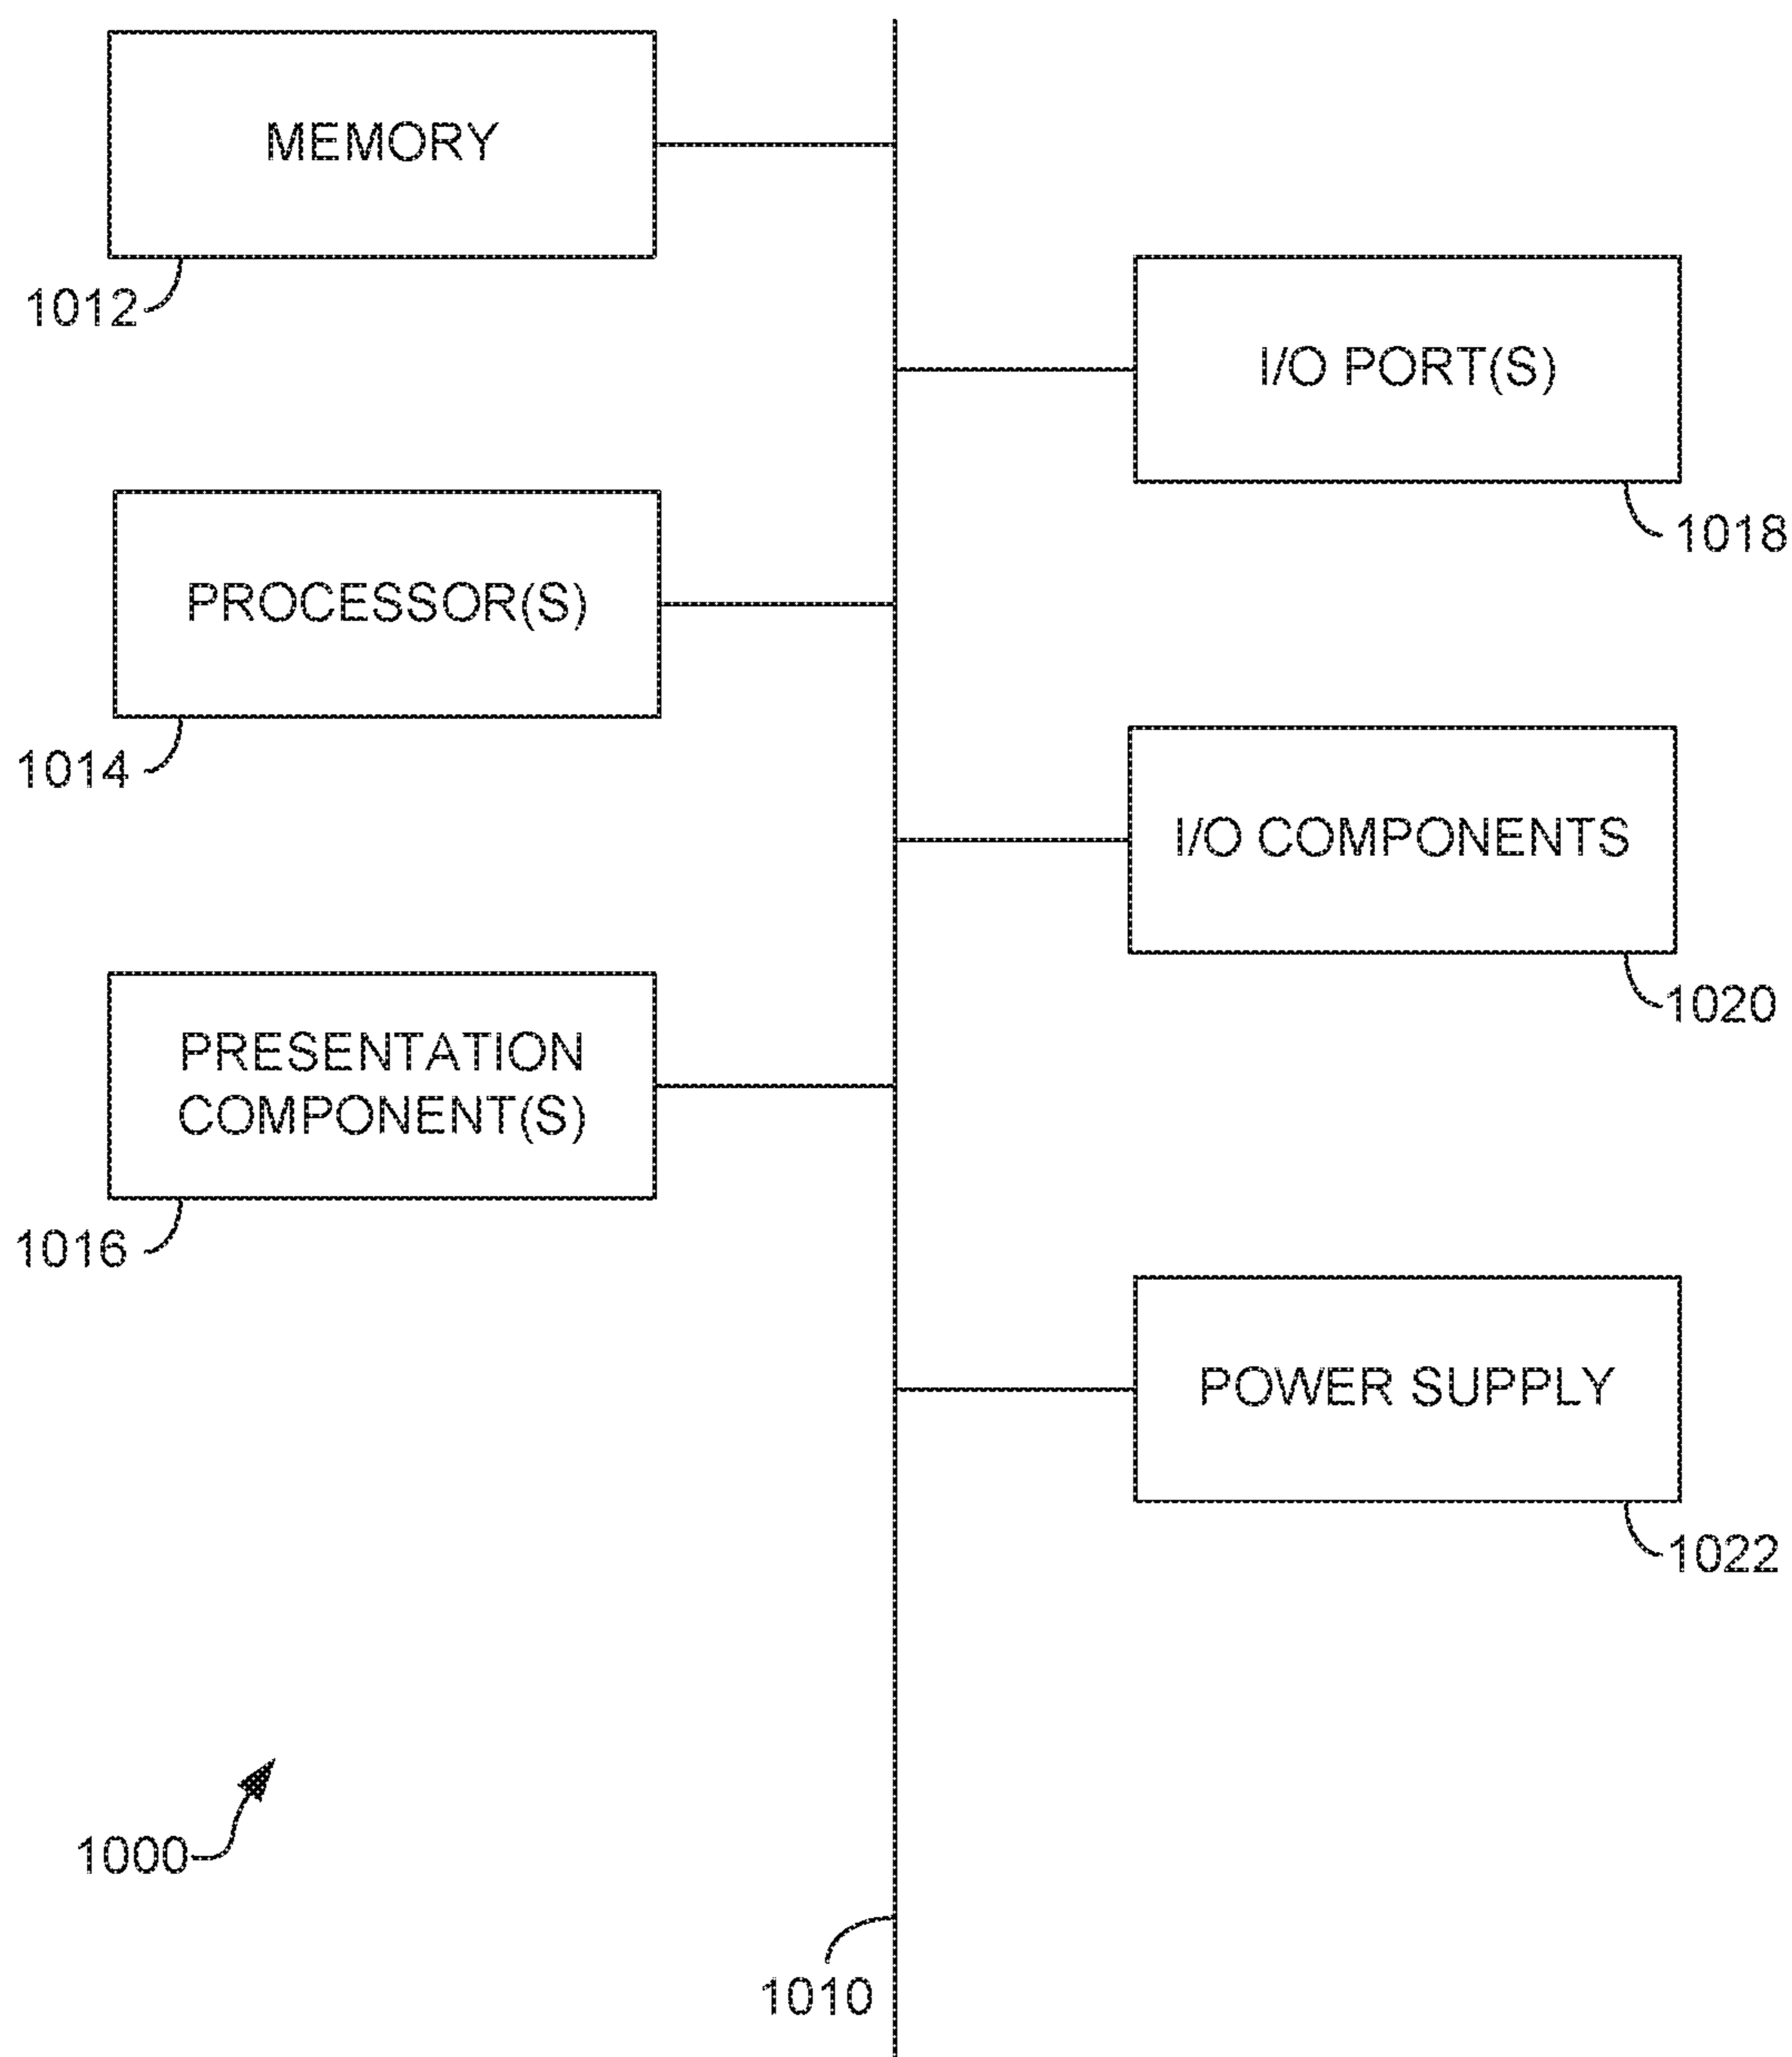 MEMORY
1012
I/O PORT(S)
1018
PROCESSOR(S)
1014
I/O COMPONENTS
1020
PRESENTATION
COMPONENT(S)
1016
POWER SUPPLY
1022
1000
1010